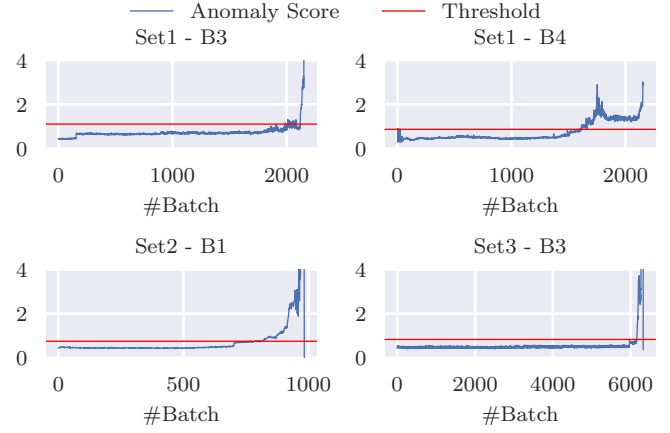 Anomaly Score Threshold
Set1 - B3 Set1 - B4
4 4
2 2
0 0
0 1000 2000 0 1000 2000
#Batch #Batch
Set2 - B1 Set3 - B3
4 4
2 2
0 0
0 500 1000 0 2000 4000 6000
#Batch #Batch